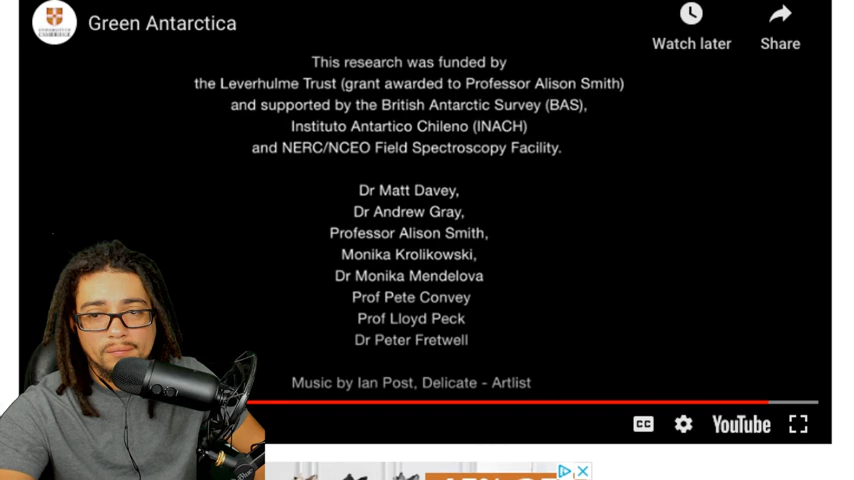 Green Antarctica
Watch later
Share
This research was funded by
the Leverhulme Trust (grant awarded to Professor Alison Smith)
and supported by the British Antarctic Survey (BAS),
Instituto Antartico Chileno (INACH)
and NERC/NCEO Field Spectroscopy Facility.
Dr Matt Davey,
Dr Andrew Gray,
Professor Alison Smith,
Monika Krolikowski,
Dr Monika Mendelova
Prof Pete Convey
Prof Lloyd Peck
Dr Peter Fretwell
Music by Ian Post, Delicate - Artlist
CC
YouTube